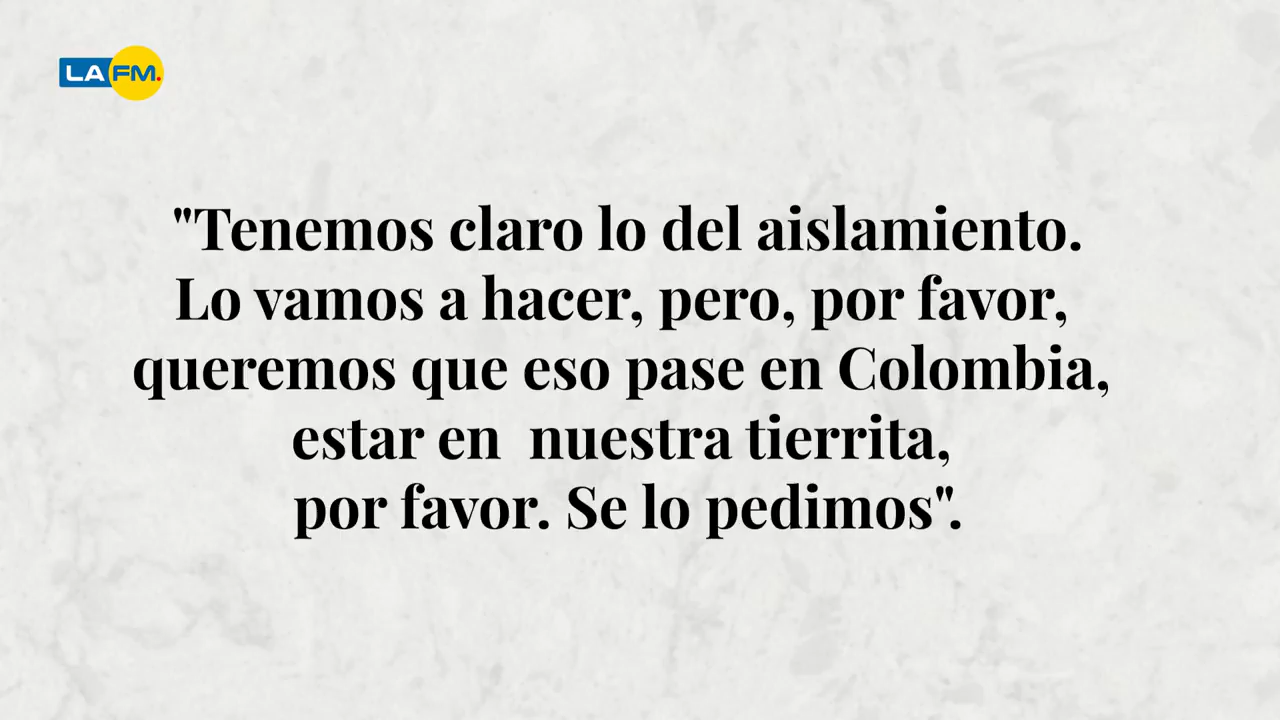 LA FM.
"Tenemos claro lo del aislamiento.
Lo vamos a hacer, pero, por favor,
queremos que eso pase en Colombia,
estar en  nuestra tierrita,
por favor. Se lo pedimos".